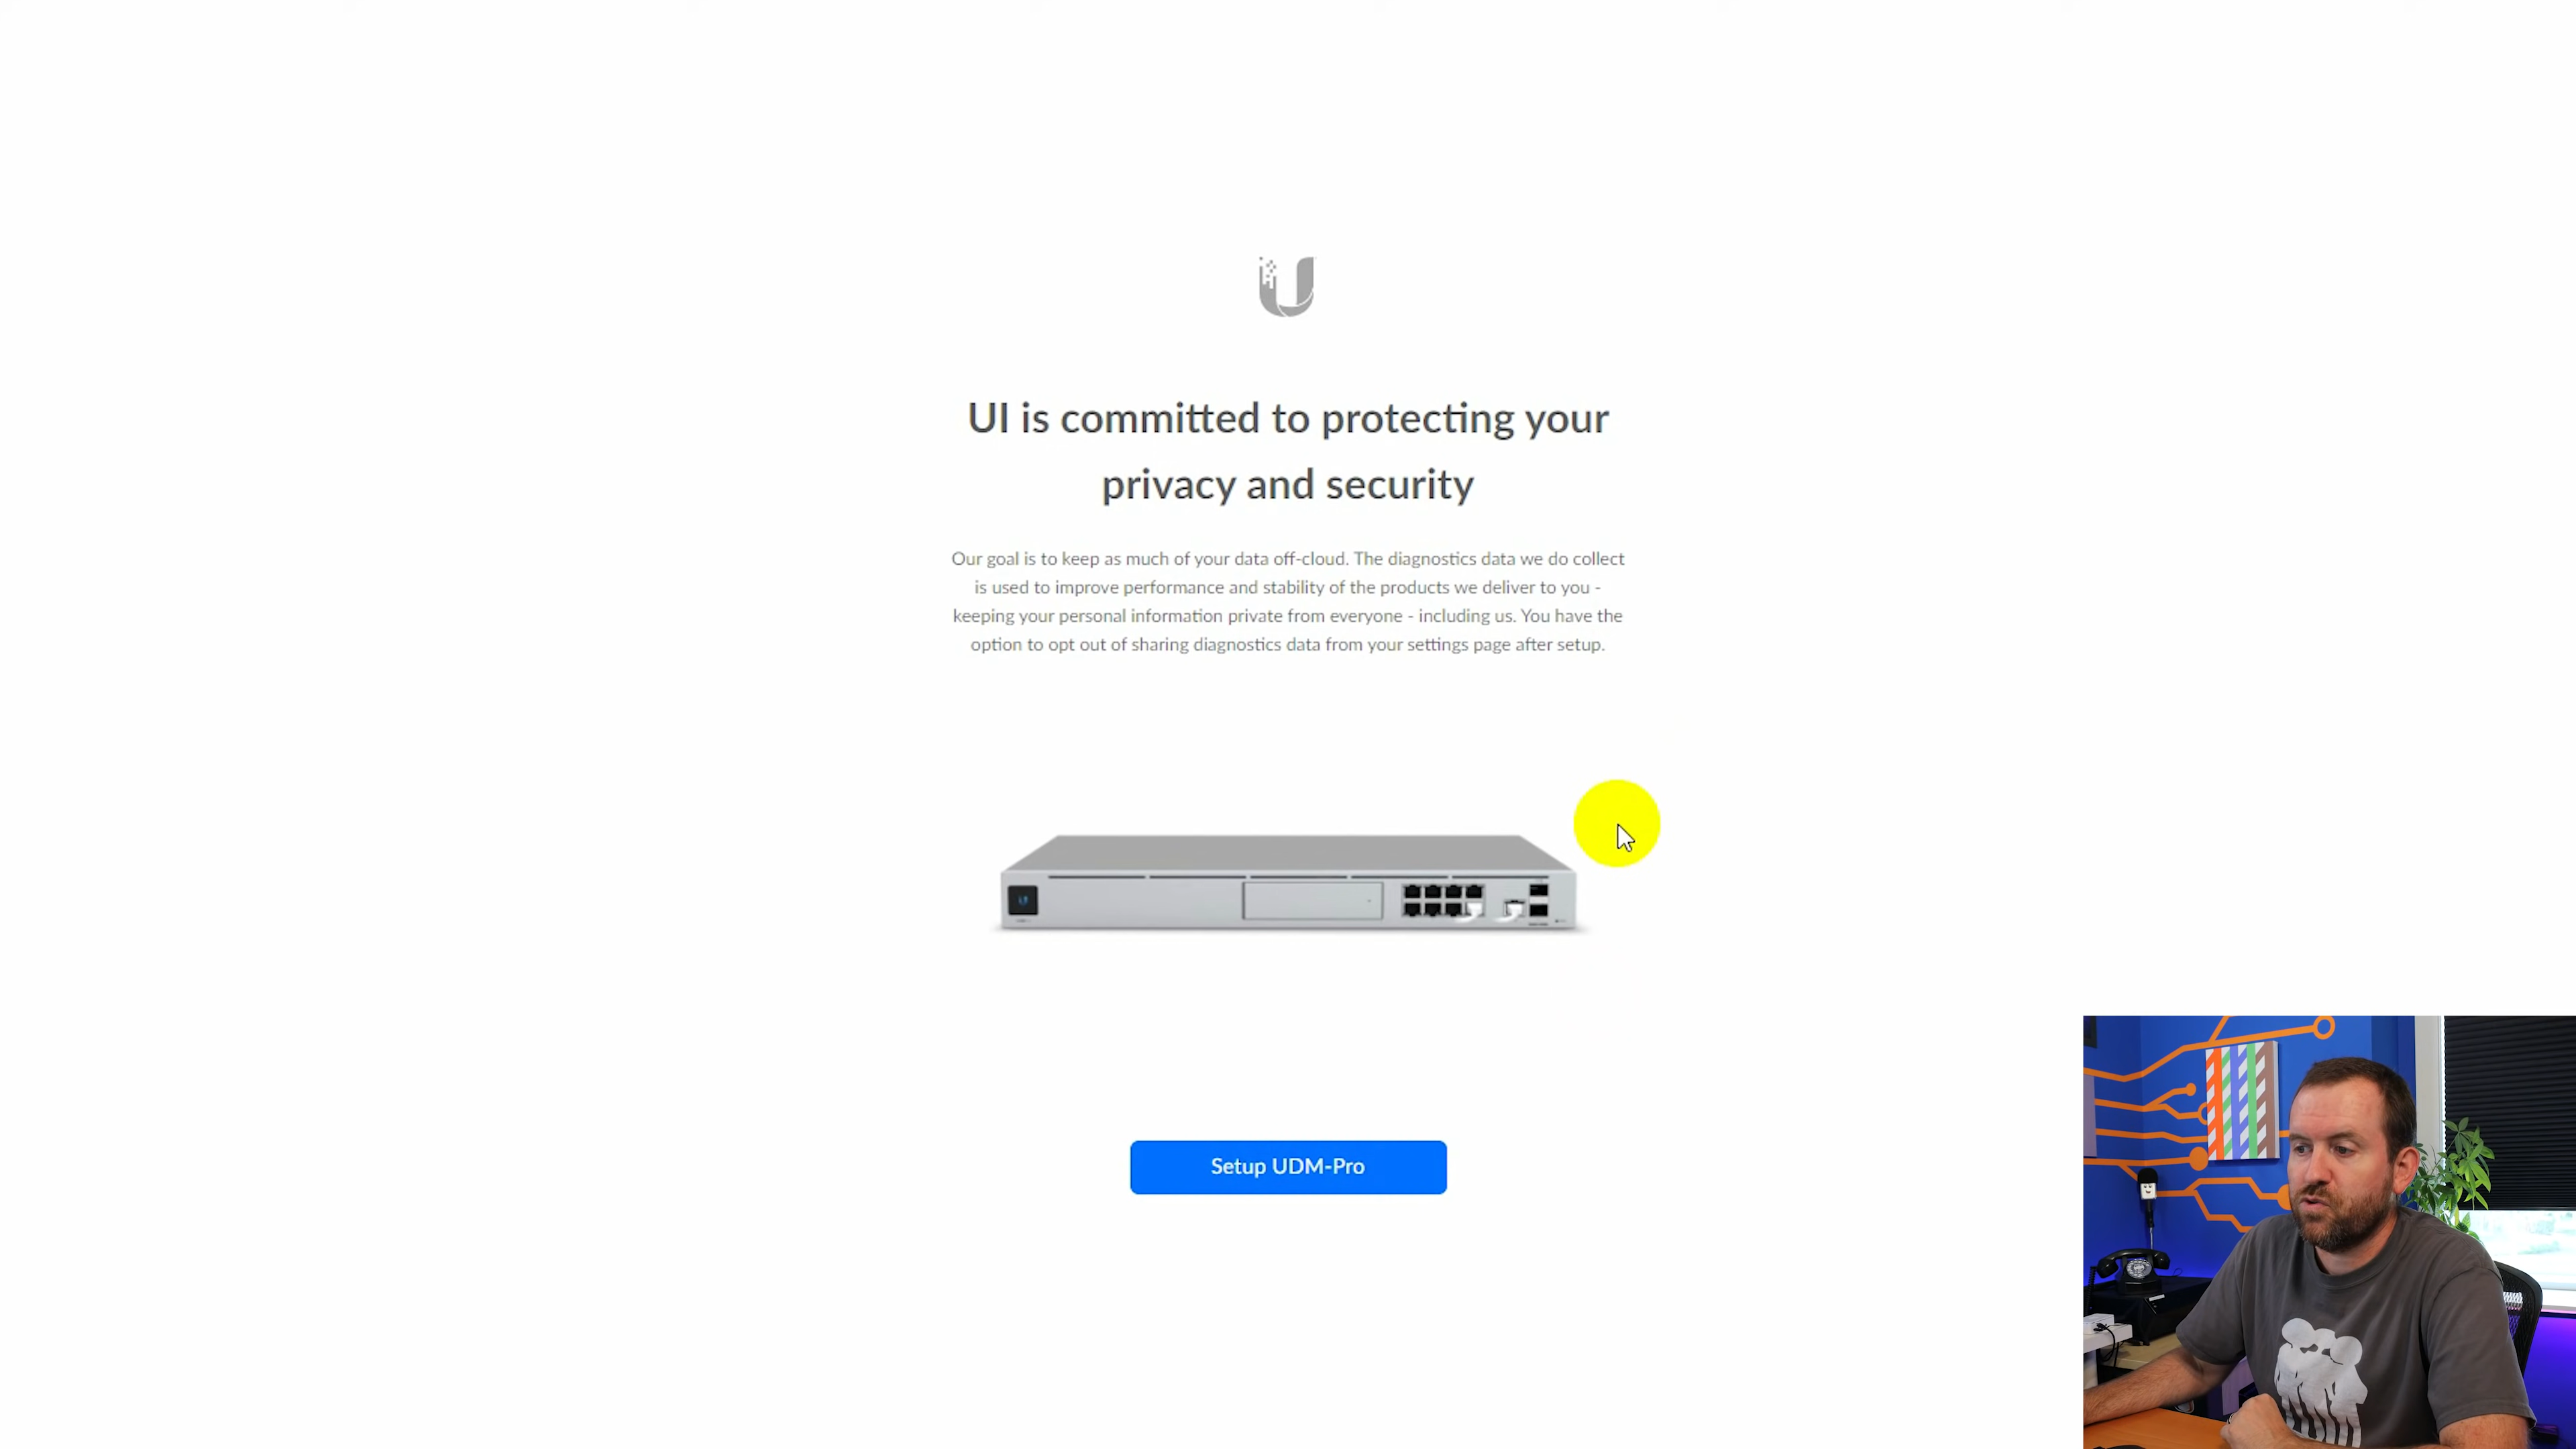 UI is committed to protecting your
privacy and security
Our goal is to keep as much of your data off-cloud. The diagnostics data we do collect
is used to improve performance and stability of the products we deliver to you -
keeping your personal information private from everyone - including us. You have the
option to opt out of sharing diagnostics data from your settings page after setup.
Setup UDM-Pro